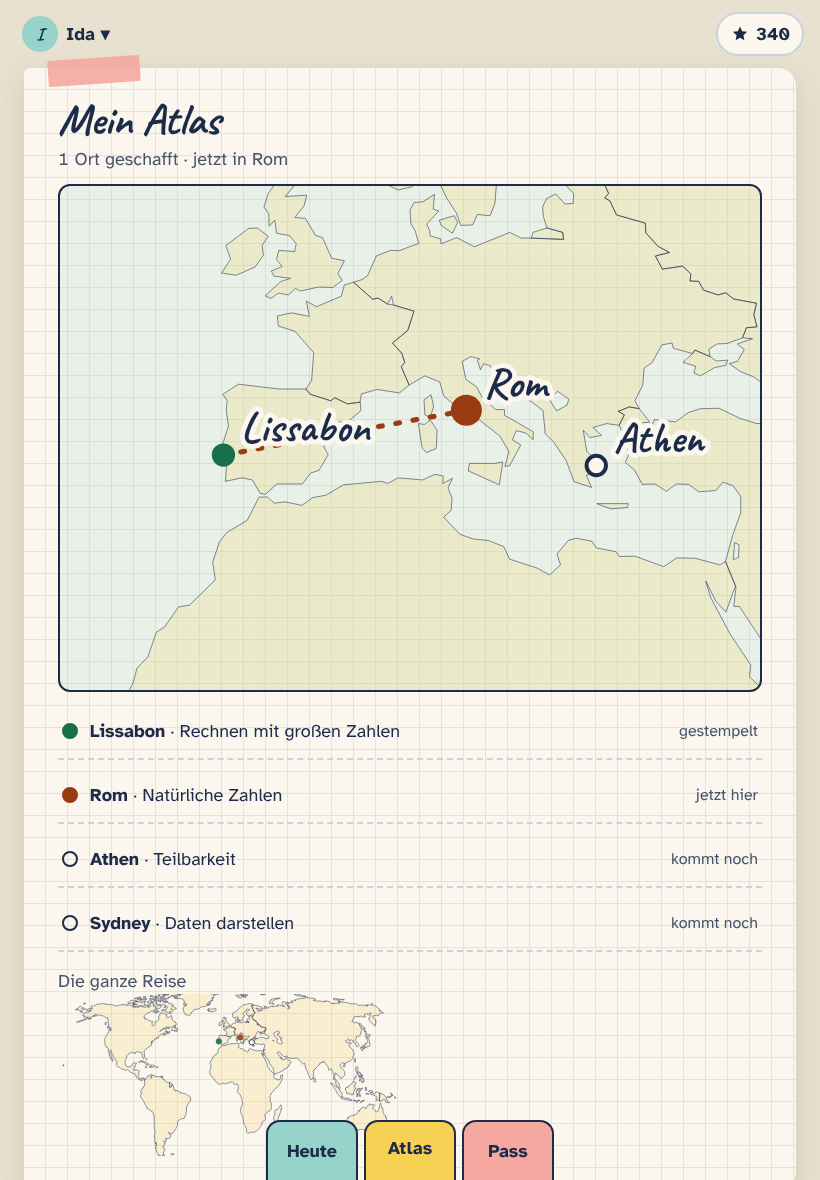 I Ida ▼
★ 340
Mein Atlas
1 Ort geschafft · jetzt in Rom
Rom
Lissabon
Athen
Lissabon · Rechnen mit großen Zahlen gestempelt
Rom · Natürliche Zahlen jetzt hier
Athen · Teilbarkeit kommt noch
Sydney · Daten darstellen kommt noch
Die ganze Reise
Heute Atlas Pass